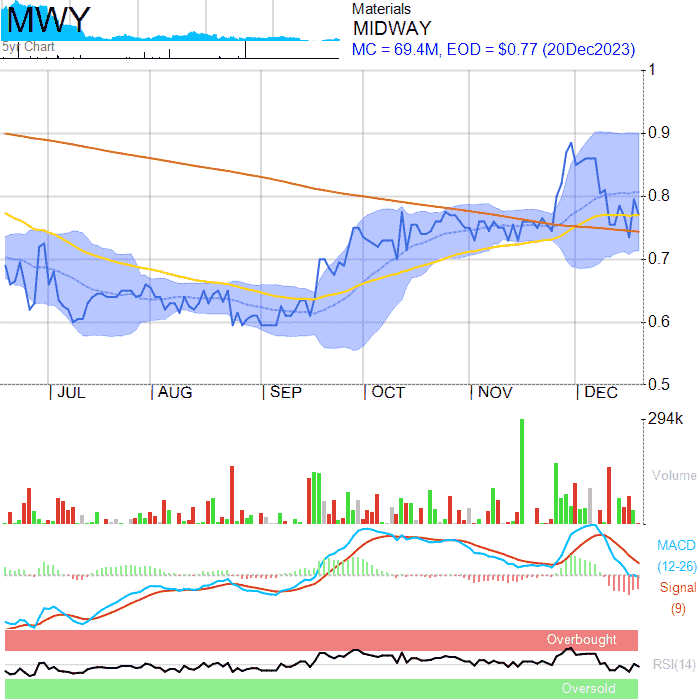 MWY
5yr Chart
Materials
MIDWAY
MC = 69.4M, EOD = $0.77 (20Dec2023)
1
0.9
0.8
0.7
0.6
0.5
JUL AUG SEP OCT NOV DEC
294k
Volume
MACD
(12-26)
Signal
(9)
Overbought
RSI(14)
Oversold